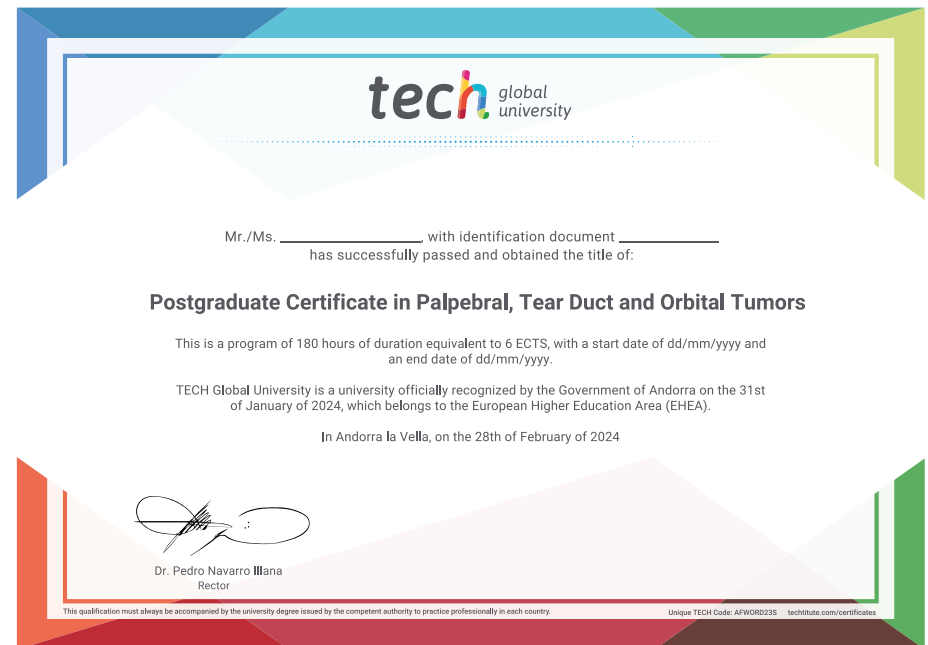 tech global university
Mr./Ms. ____________, with identification document ____________
has successfully passed and obtained the title of:
Postgraduate Certificate in Palpebral, Tear Duct and Orbital Tumors
This is a program of 180 hours of duration equivalent to 6 ECTS, with a start date of dd/mm/yyyy and
an end date of dd/mm/yyyy.
TECH Global University is a university officially recognized by the Government of Andorra on the 31st
of January of 2024, which belongs to the European Higher Education Area (EHEA).
In Andorra la Vella, on the 28th of February of 2024
Dr. Pedro Navarro Illana
Rector
This qualification must always be accompanied by the university degree issued by the competent authority to practice professionally in each country.
Unique TECH Code: AFWORD23S techtitute.com/certificates